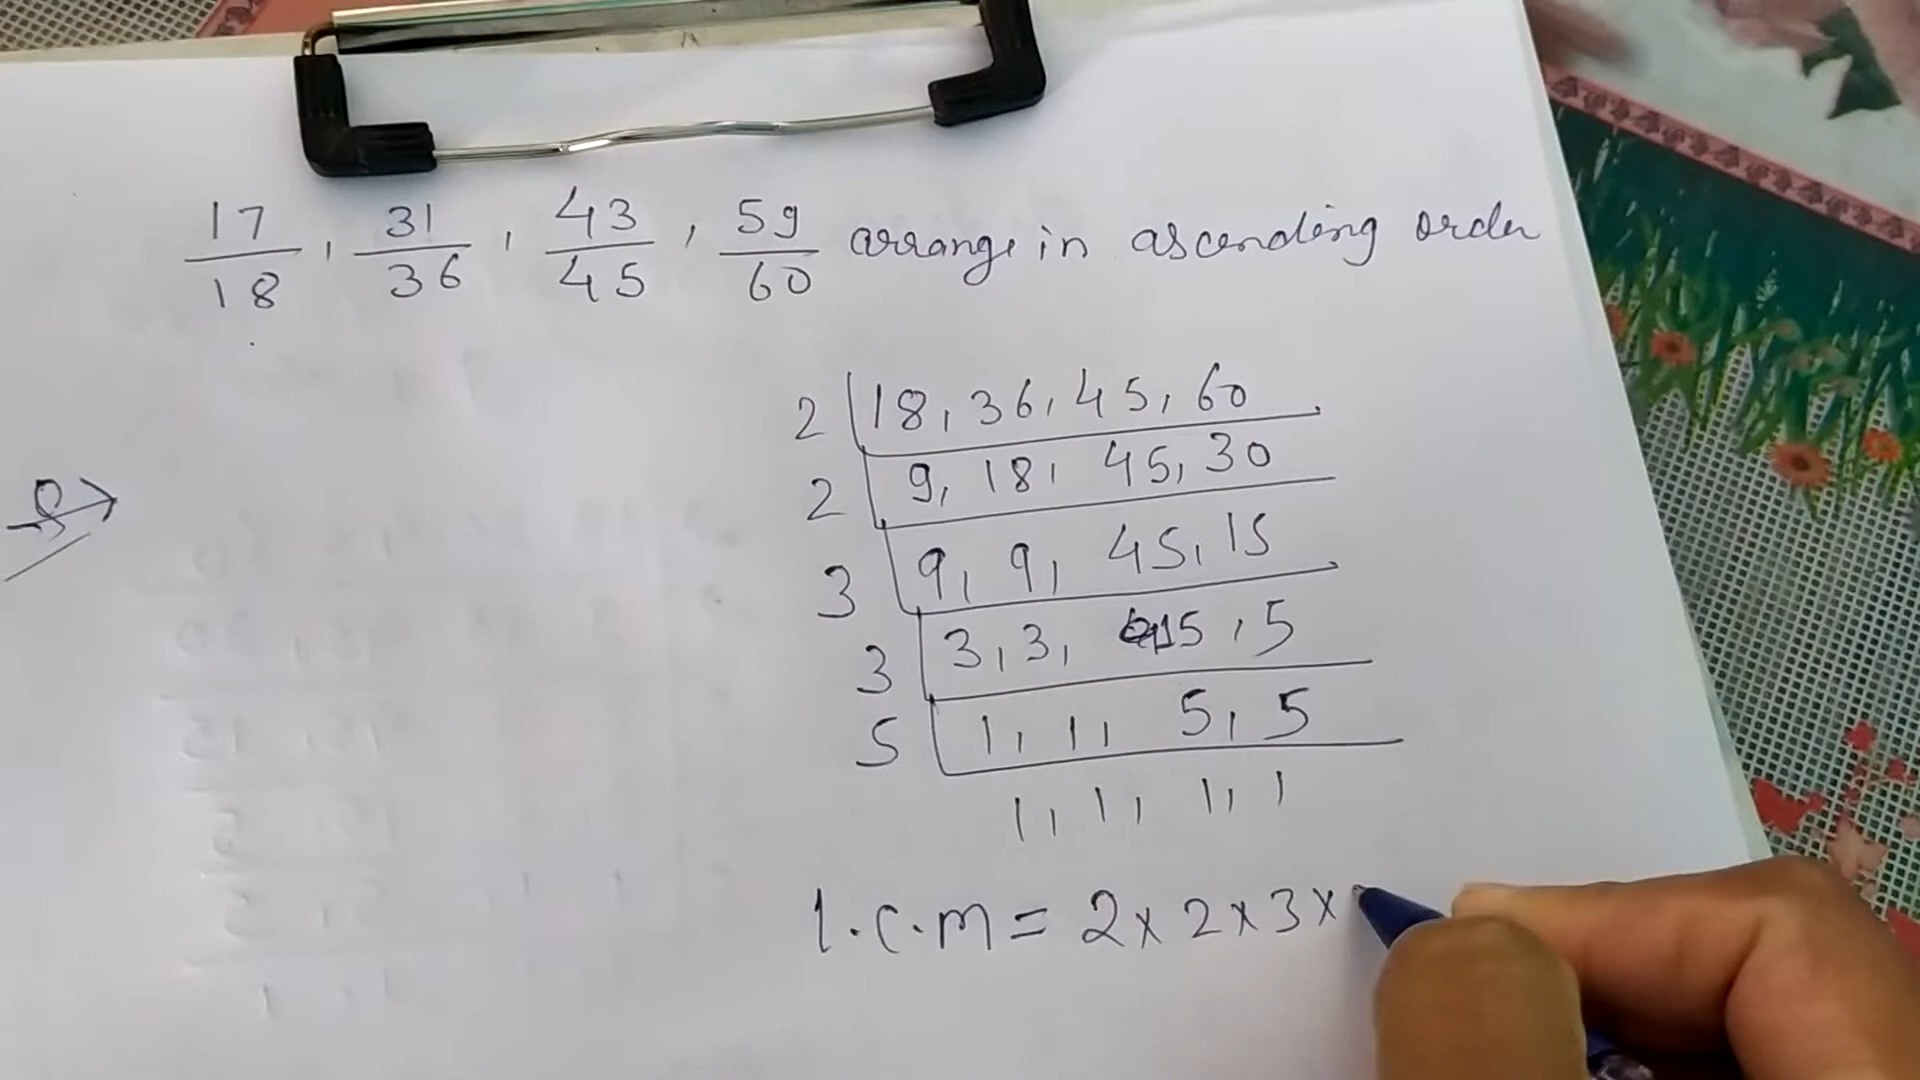 17/18, 31/36, 43/45, 59/60 arrange in ascending order
2 | 18, 36, 45, 60
2 | 9, 18, 45, 30
3 | 9, 9, 45, 15
3 | 3, 3, 15, 5
5 | 1, 1, 5, 5
1, 1, 1, 1
l.c.m = 2 x 2 x 3 x